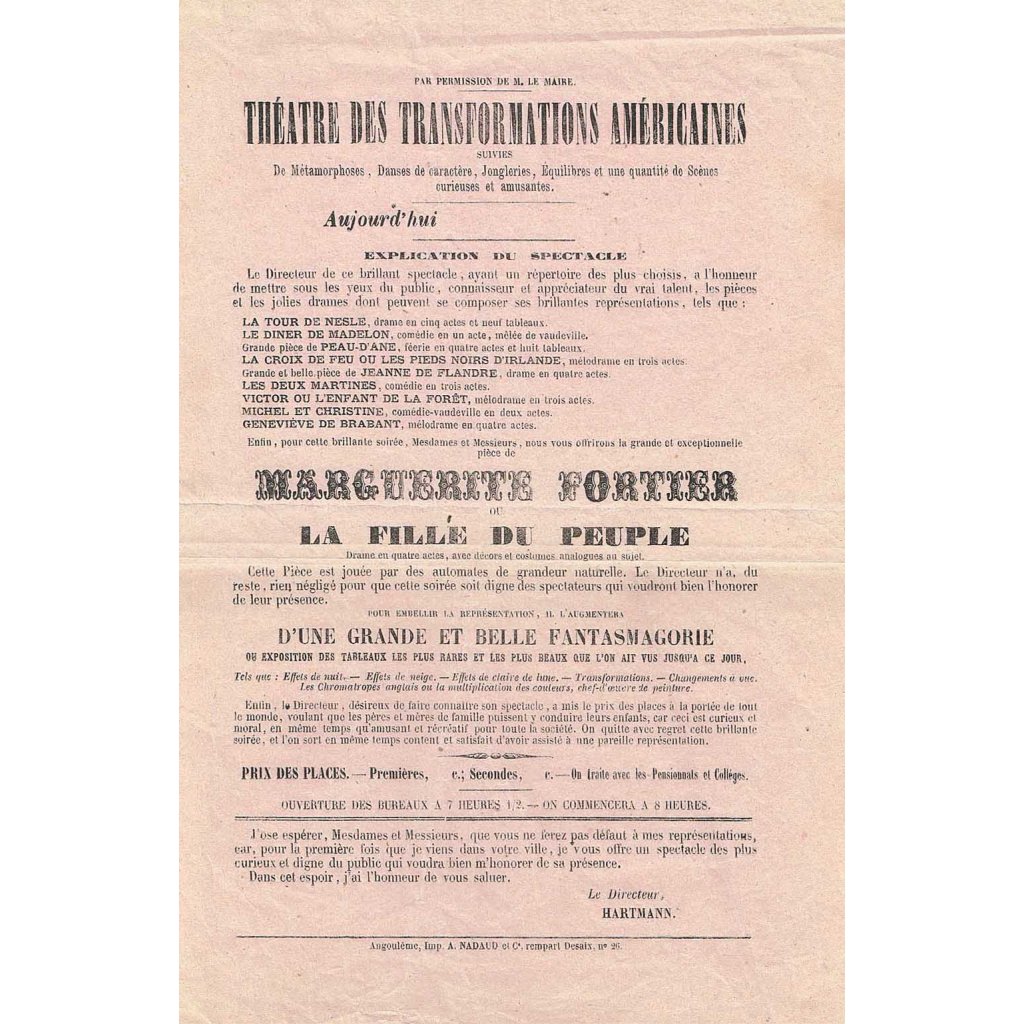 PAR PERMISSION DE M. LE MAIRE.
THÉATRE DES TRANSFORMATIONS AMÉRICAINES
SUIVIES
De Métamorphoses, Danses de caractère, Jongleries, Équilibres et une quantité de Scènes
curieuses et amusantes.
Aujourd'hui
EXPLICATION DU SPECTACLE
Le Directeur de ce brillant spectacle, ayant un répertoire des plus choisis, a l'honneur
de mettre sous les yeux du public, connaisseur et appréciateur du vrai talent, les pièces
et les jolies drames dont peuvent se composer ses brillantes représentations, tels que :
LA TOUR DE NESLE, drame en cinq actes et neuf tableaux.
LE DINER DE MADELON, comédie en un acte, mêlée de vaudeville.
Grande pièce de PEAU-D'ANE, féerie en quatre actes et huit tableaux.
LA CROIX DE FEU OU LES PIEDS NOIRS D'IRLANDE, mélodrame en trois actes.
Grande et belle pièce de JEANNE DE FLANDRE, drame en quatre actes.
LES DEUX MARTINES, comédie en trois actes.
VICTOR OU L'ENFANT DE LA FORÊT, mélodrame en trois actes.
MICHEL ET CHRISTINE, comédie-vaudeville en deux actes.
GENEVIÈVE DE BRABANT, mélodrame en quatre actes.
Enfin, pour cette brillante soirée, Mesdames et Messieurs, nous vous offrirons la grande et exceptionnelle
pièce de
MARGUERITE FORTIER
OU
LA FILLE DU PEUPLE
Drame en quatre actes, avec décors et costumes analogues au sujet.
Cette Pièce est jouée par des automates de grandeur naturelle. Le Directeur n'a, du
reste, rien négligé pour que cette soirée soit digne des spectateurs qui voudront bien l'honorer
de leur présence.
POUR EMBELLIR LA REPRÉSENTATION, IL L'AUGMENTERA
D'UNE GRANDE ET BELLE FANTASMAGORIE
OU EXPOSITION DES TABLEAUX LES PLUS RARES ET LES PLUS BEAUX QUE L'ON AIT VUS JUSQU'A CE JOUR,
Tels que : Effets de nuit. — Effets de neige. — Effets de claire de lune. — Transformations. — Changements à vue.
Les Chromatropes anglais ou la multiplication des couleurs, chef-d'œuvre de peinture.
Enfin, le Directeur, désireux de faire connaître son spectacle, a mis le prix des places à la portée de tout
le monde, voulant que les pères et mères de famille puissent y conduire leurs enfants, car ceci est curieux et
moral, en même temps qu'amusant et récréatif pour toute la société. On quitte avec regret cette brillante
soirée, et l'on sort en même temps content et satisfait d'avoir assisté à une pareille représentation.
PRIX DES PLACES. — Premières, c.; Secondes, c. — On traite avec les Pensionnats et Colléges.
OUVERTURE DES BUREAUX A 7 HEURES 1/2. — ON COMMENCERA A 8 HEURES.
J'ose espérer, Mesdames et Messieurs, que vous ne ferez pas défaut à mes représentations,
car, pour la première fois que je viens dans votre ville, je vous offre un spectacle des plus
curieux et digne du public qui voudra bien m'honorer de sa présence.
Dans cet espoir, j'ai l'honneur de vous saluer.
Le Directeur,
HARTMANN.
Angoulême, Imp. A. NADAUD et Cᵉ, rempart Desaix, nº 26.